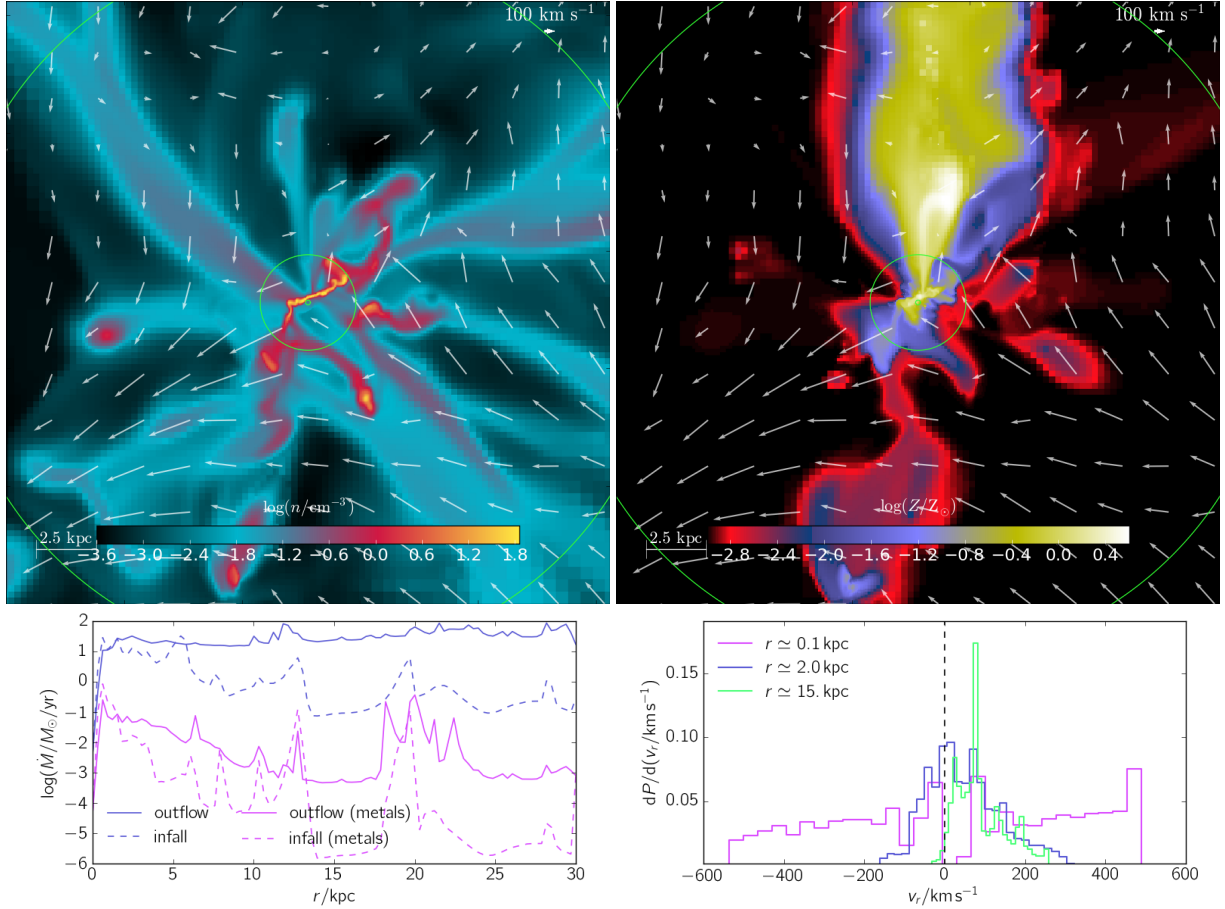 100 km s⁻¹
log(n/cm⁻³)
2.5 kpc
−3.6 −3.0 −2.4 −1.8 −1.2 −0.6 0.0 0.6 1.2 1.8
100 km s⁻¹
log(Z/Z⊙)
2.5 kpc
−2.8 −2.4 −2.0 −1.6 −1.2 −0.8 −0.4 0.0 0.4
log(Ṁ/M⊙/yr)
2
1
0
−1
−2
−3
−4
−5
−6
outflow
infall
outflow (metals)
infall (metals)
0 5 10 15 20 25 30
r/kpc
dP/d(vᵣ/km s⁻¹)
0.15
0.10
0.05
r ≃ 0.1 kpc
r ≃ 2.0 kpc
r ≃ 15. kpc
−600 −400 −200 0 200 400 600
vᵣ/km s⁻¹